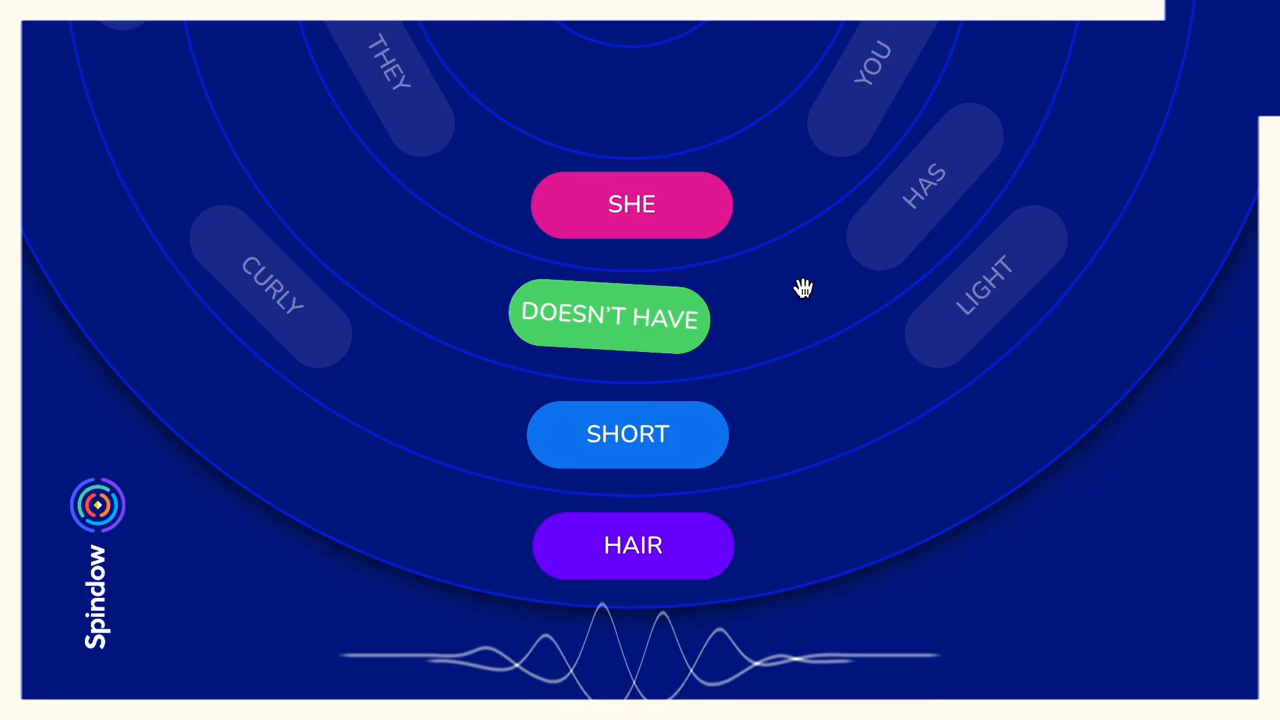 THEY
YOU
SHE
HAS
DOESN’T HAVE
CURLY
LIGHT
SHORT
HAIR
Spindow